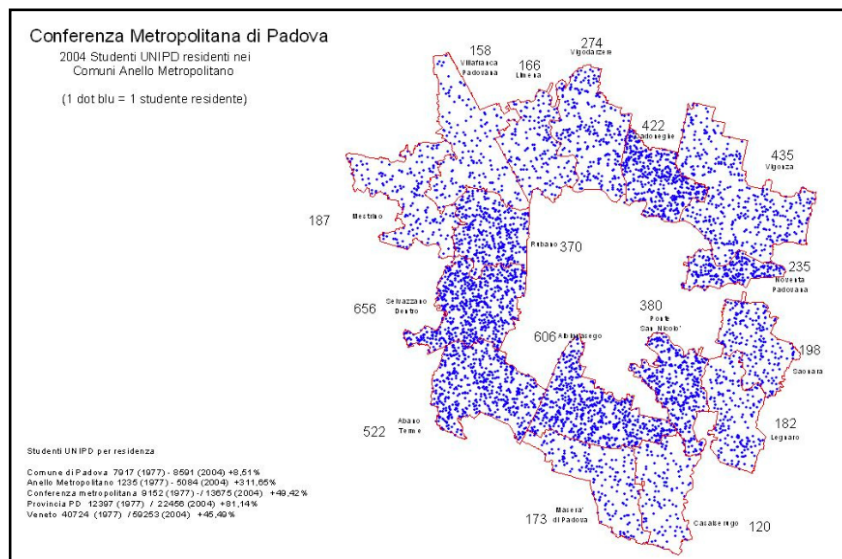 Conferenza Metropolitana di Padova
2004 Studenti UNIPD residenti nei
Comuni Anello Metropolitano
(1 dot blu = 1 studente residente)
158
Villafranca
Padovana
166
Limena
274
Vigodarzere
422
Cadoneghe
435
Vigonza
187
Mestrino
Rubano
370
235
Noventa
Padovana
656
Selvazzano
Dentro
606
Albignasego
380
Ponte
San Nicolo'
198
Saonara
522
Abano
Terme
182
Legnaro
173
Masera'
di Padova
Casalserugo
120
Studenti UNIPD per residenza
Comune di Padova 7917 (1977) - 8591 (2004) +8,51%
Anello Metropolitano 1235 (1977) - 5084 (2004) +311,65%
Conferenza metropolitana 9152 (1977) - / 13675 (2004) +49,42%
Provincia PD 12397 (1977) / 22456 (2004) +81,14%
Veneto 40724 (1977) / 59253 (2004) +45,49%